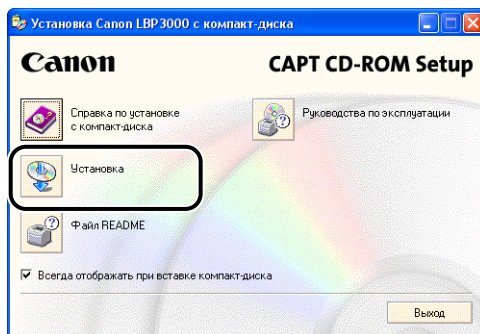 Установка Canon LBP3000 с компакт-диска
Canon
CAPT CD-ROM Setup
Справка по установке
с компакт-диска
Руководства по эксплуатации
Установка
Файл README
Всегда отображать при вставке компакт-диска
Выход